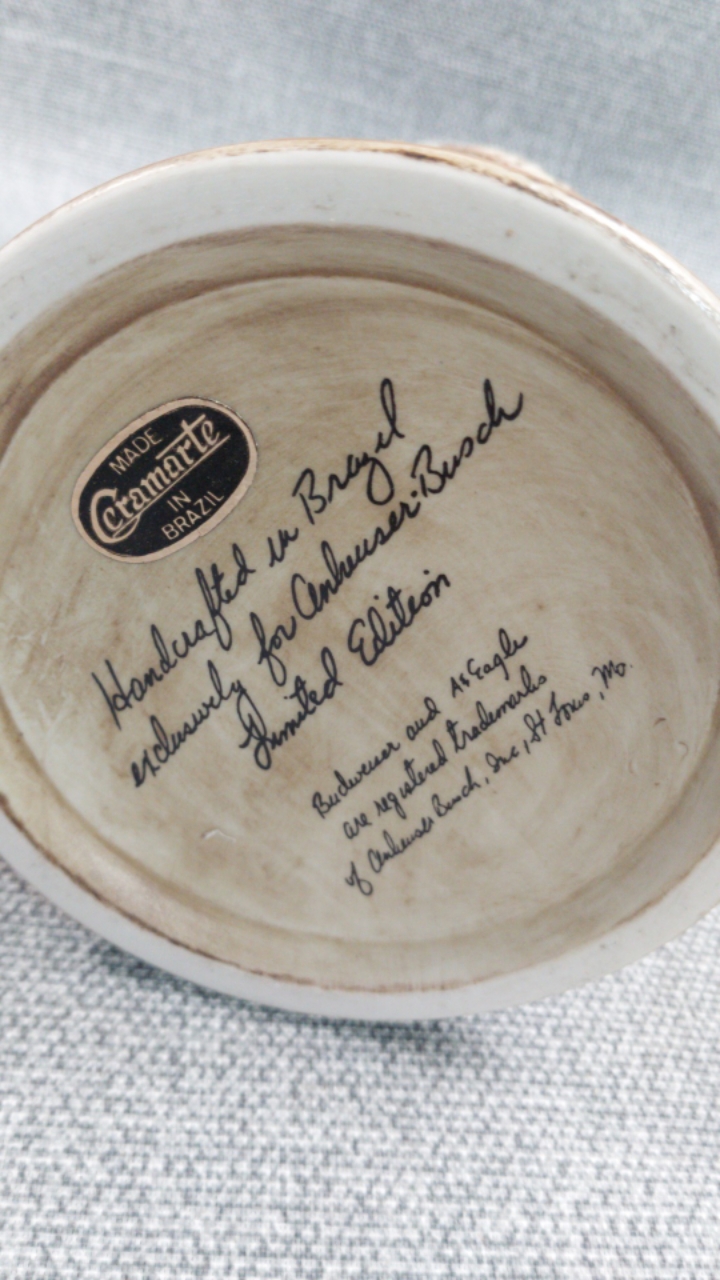 MADE
Ceramarte
IN
BRAZIL
Handcrafted in Brazil
exclusively for Anheuser-Busch
Limited Edition
Budweiser and A&Eagle
are registered trademarks
of Anheuser Busch, Inc, St Louis, Mo.